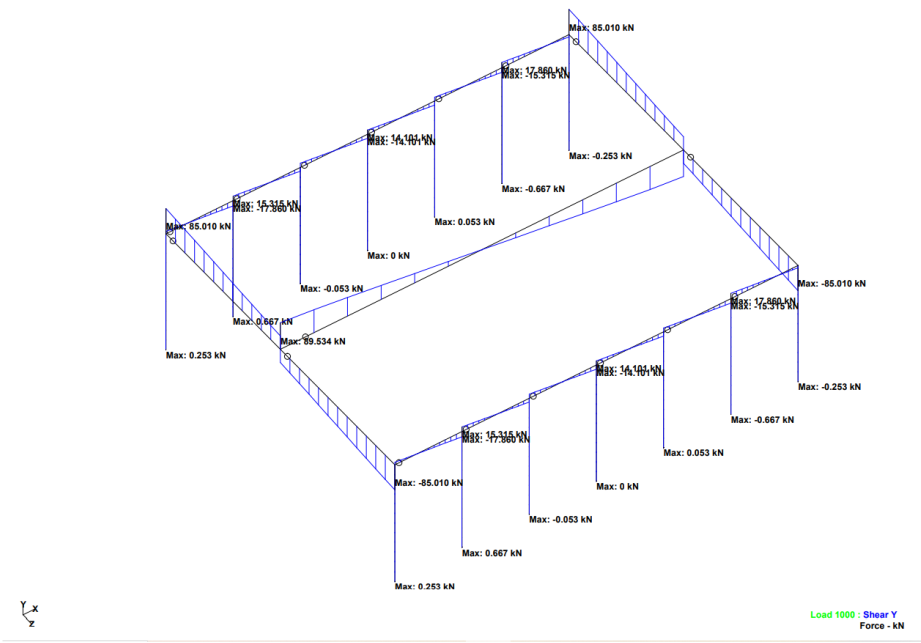 Max: 85.010 kN
Max: 17.860 kN
Max: -15.315 kN
Max: 14.101 kN
Max: -14.101 kN
Max: -0.253 kN
Max: -0.667 kN
Max: 15.315 kN
Max: -17.860 kN
Max: 0.053 kN
Max: 85.010 kN
Max: 0 kN
Max: -85.010 kN
Max: -0.053 kN
Max: 17.860 kN
Max: -15.315 kN
Max: 0.667 kN
Max: 89.534 kN
Max: 0.253 kN
Max: 14.101 kN
Max: -14.101 kN
Max: -0.253 kN
Max: -0.667 kN
Max: 15.315 kN
Max: -17.860 kN
Max: 0.053 kN
Max: -85.010 kN
Max: 0 kN
Max: -0.053 kN
Max: 0.667 kN
Max: 0.253 kN
Y
X
Z
Load 1000 : Shear Y
Force - kN